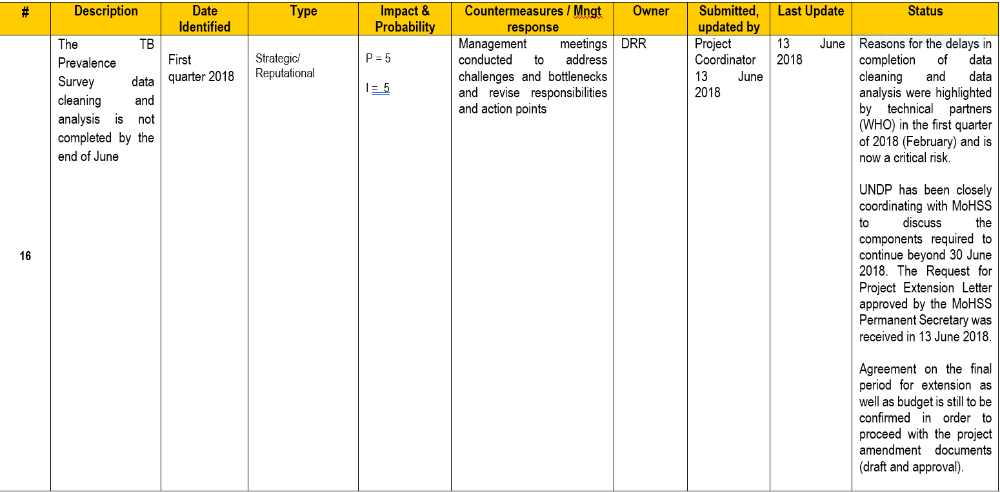 #
Description
Date
Identified
Type
Impact &
Probability
Countermeasures / Mngt
response
Owner
Submitted,
updated by
Last Update
Status
16
The TB
Prevalence
Survey data
cleaning and
analysis is not
completed by the
end of June
First
quarter 2018
Strategic/
Reputational
P = 5
I = 5
Management meetings
conducted to address
challenges and bottlenecks
and revise responsibilities
and action points
DRR
Project
Coordinator
13 June
2018
13 June
2018
Reasons for the delays in
completion of data
cleaning and data
analysis were highlighted
by technical partners
(WHO) in the first quarter
of 2018 (February) and is
now a critical risk.
UNDP has been closely
coordinating with MoHSS
to discuss the
components required to
continue beyond 30 June
2018. The Request for
Project Extension Letter
approved by the MoHSS
Permanent Secretary was
received in 13 June 2018.
Agreement on the final
period for extension as
well as budget is still to be
confirmed in order to
proceed with the project
amendment documents
(draft and approval).